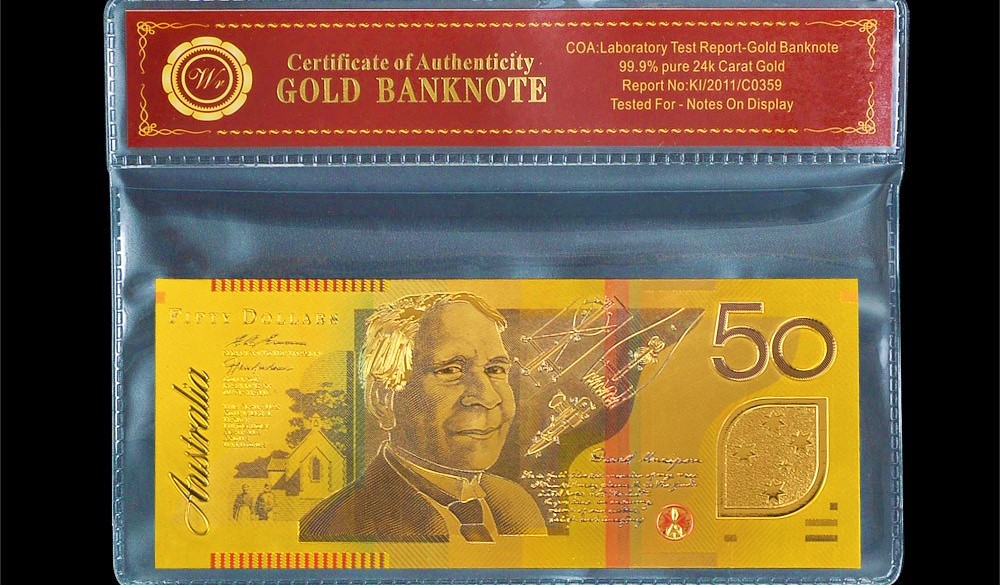 Wr
Certificate of Authenticity
GOLD BANKNOTE
COA:Laboratory Test Report-Gold Banknote
99.9% pure 24k Carat Gold
Report No:KI/2011/C0359
Tested For - Notes On Display
FIFTY DOLLARS
50
Australia